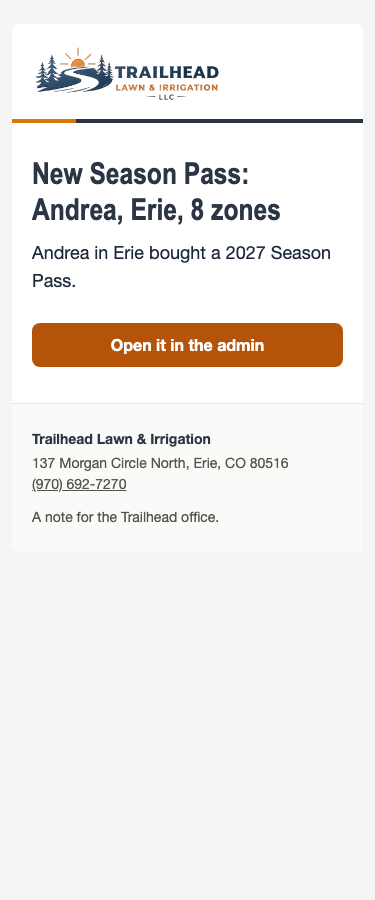 TRAILHEAD
LAWN & IRRIGATION
LLC
New Season Pass:
Andrea, Erie, 8 zones
Andrea in Erie bought a 2027 Season
Pass.
Open it in the admin
Trailhead Lawn & Irrigation
137 Morgan Circle North, Erie, CO 80516
(970) 692-7270
A note for the Trailhead office.